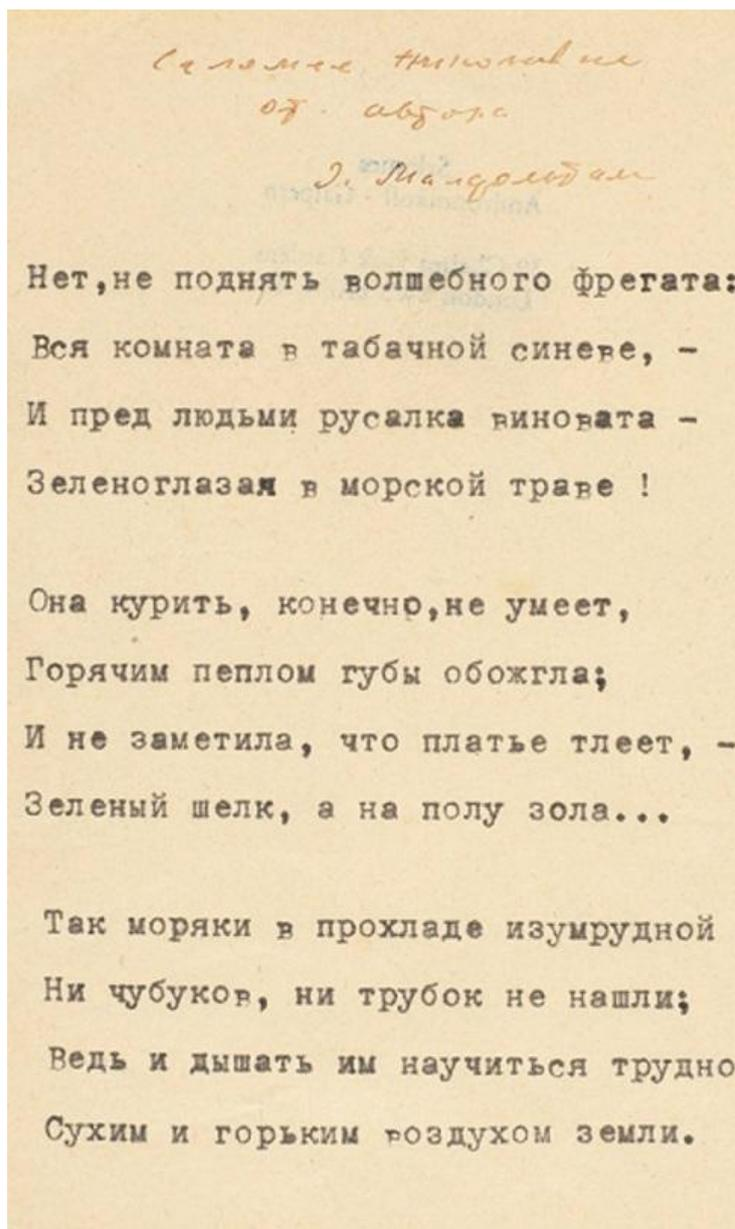 Саломее Николавне
от автора
О. Мандельштам
Нет,не поднять волшебного фрегата:
Вся комната в табачной синеве, -
И пред людьми русалка виновата -
Зеленоглазая в морской траве !
Она курить, конечно,не умеет,
Горячим пеплом губы обожгла;
И не заметила, что платье тлеет, -
Зеленый шелк, а на полу зола...
Так моряки в прохладе изумрудной
Ни чубуков, ни трубок не нашли;
Ведь и дышать им научиться трудно
Сухим и горьким воздухом земли.